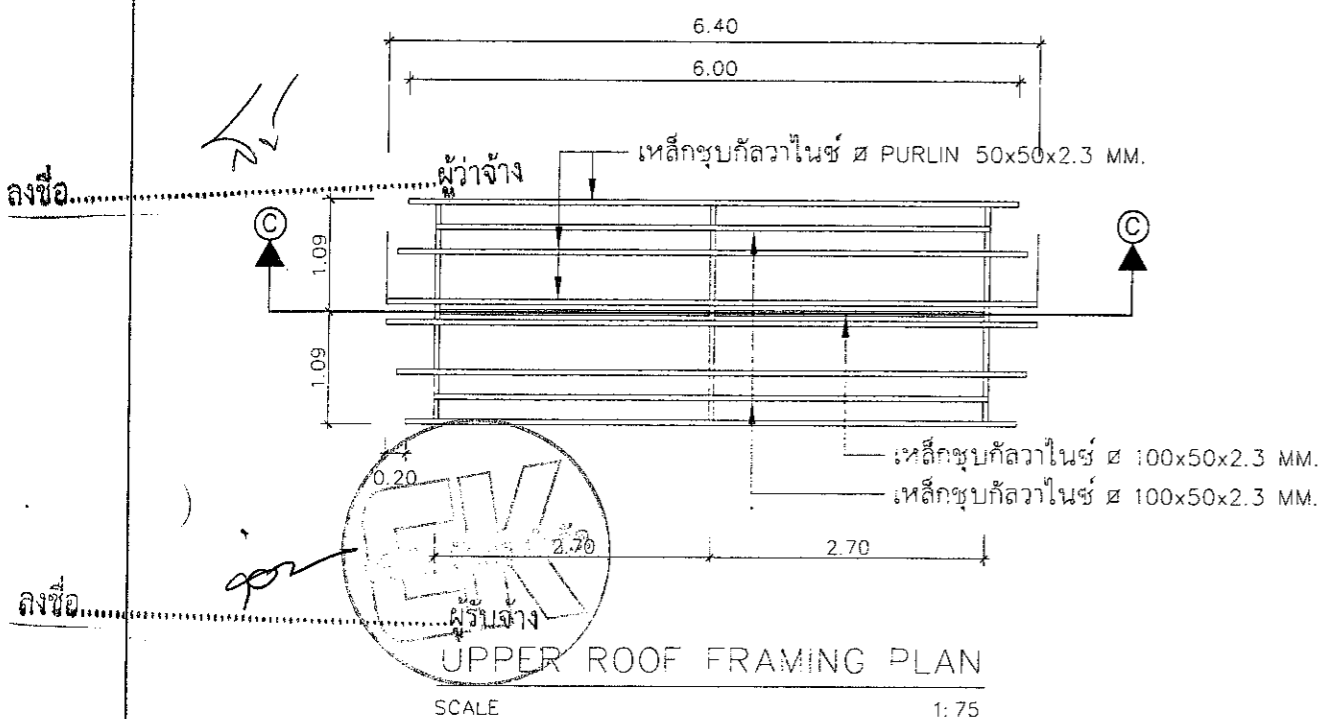 6.40
6.00
เหล็กชุบกัลวาไนซ์ ⌀ PURLIN 50x50x2.3 MM.
ลงชื่อ............ผู้ว่าจ้าง
C
C
1.09
1.09
0.20
เหล็กชุบกัลวาไนซ์ ⌀ 100x50x2.3 MM.
เหล็กชุบกัลวาไนซ์ ⌀ 100x50x2.3 MM.
2.70
2.70
CK
ลงชื่อ............ผู้รับจ้าง
UPPER ROOF FRAMING PLAN
SCALE 1:75